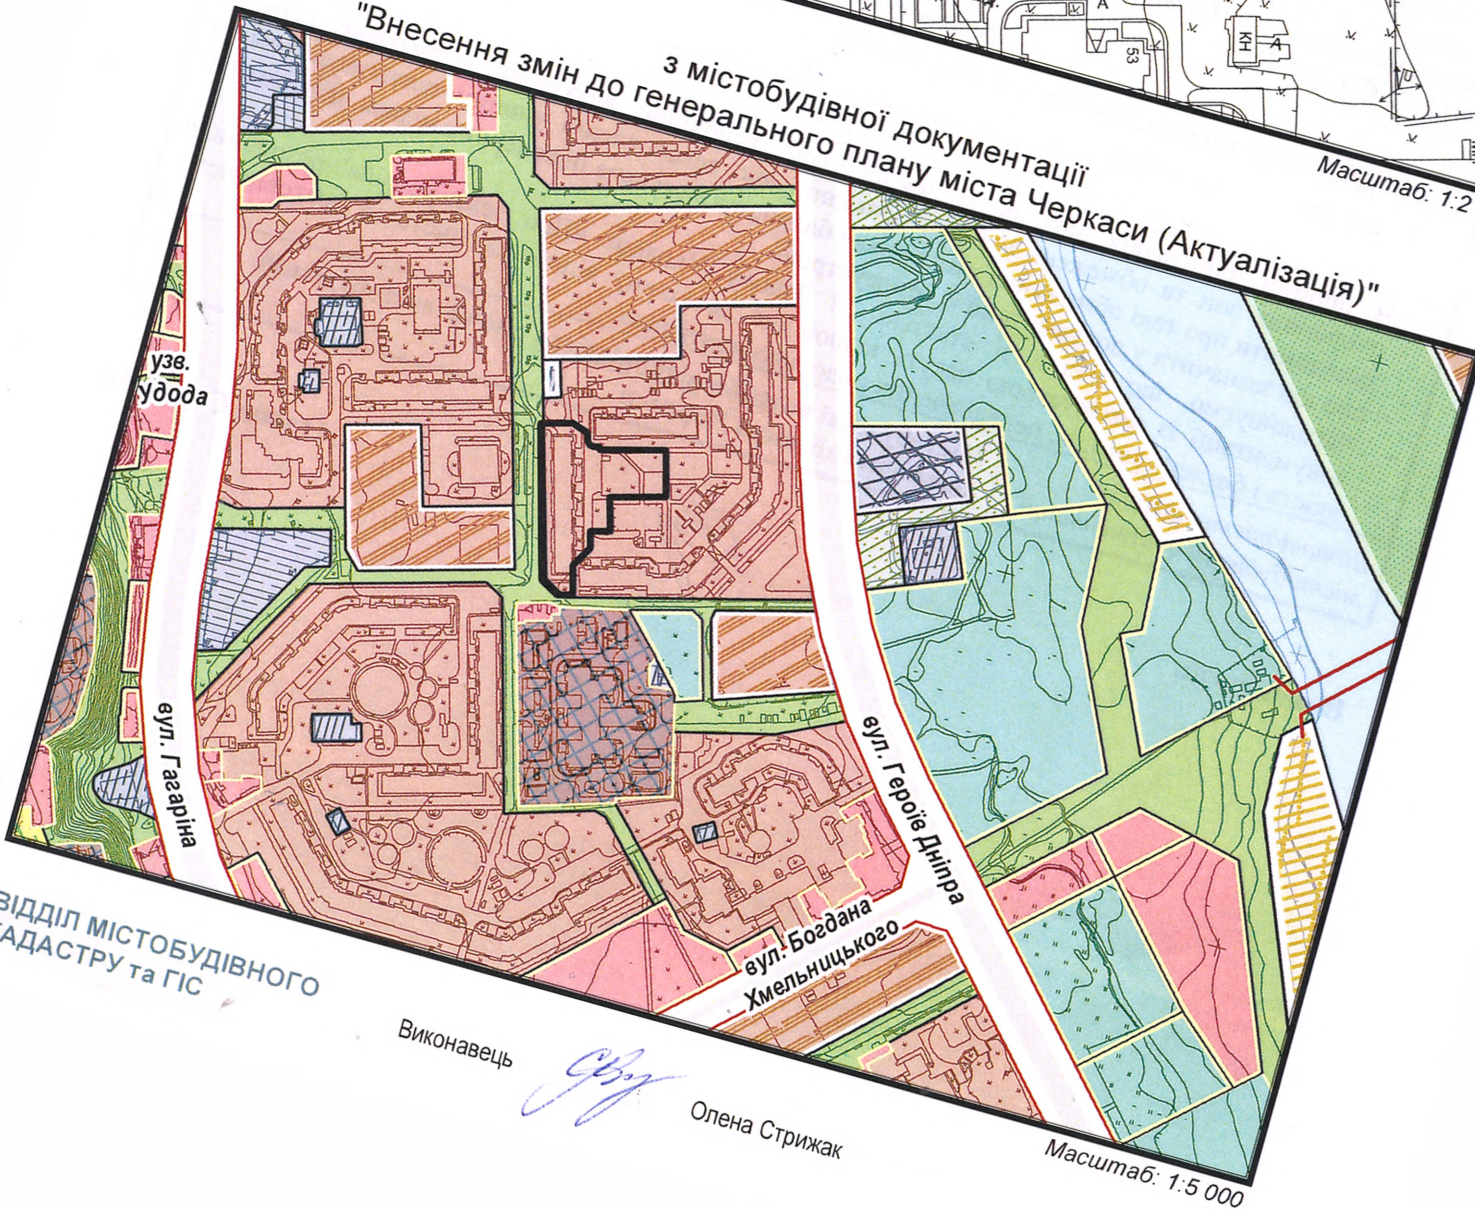 А
53
КН
А
Масштаб: 1:2
з містобудівної документації
"Внесення змін до генерального плану міста Черкаси (Актуалізація)"
узв.
Удода
вул. Гагаріна
вул. Героїв Дніпра
вул. Богдана
Хмельницького
ВІДДІЛ МІСТОБУДІВНОГО
КАДАСТРУ та ГІС
Виконавець
Олена Стрижак
Масштаб: 1:5 000